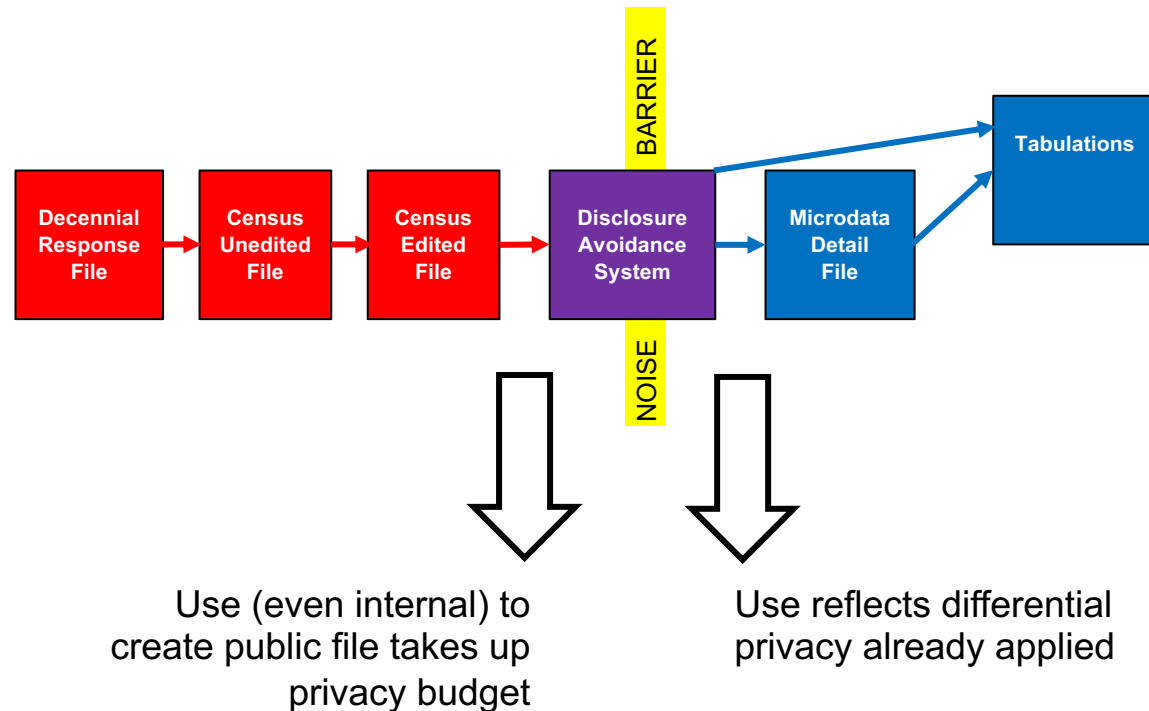 BARRIER
Tabulations
Decennial
Response
File
Census
Unedited
File
Census
Edited
File
Disclosure
Avoidance
System
Microdata
Detail
File
NOISE
Use (even internal) to
create public file takes up
privacy budget
Use reflects differential
privacy already applied